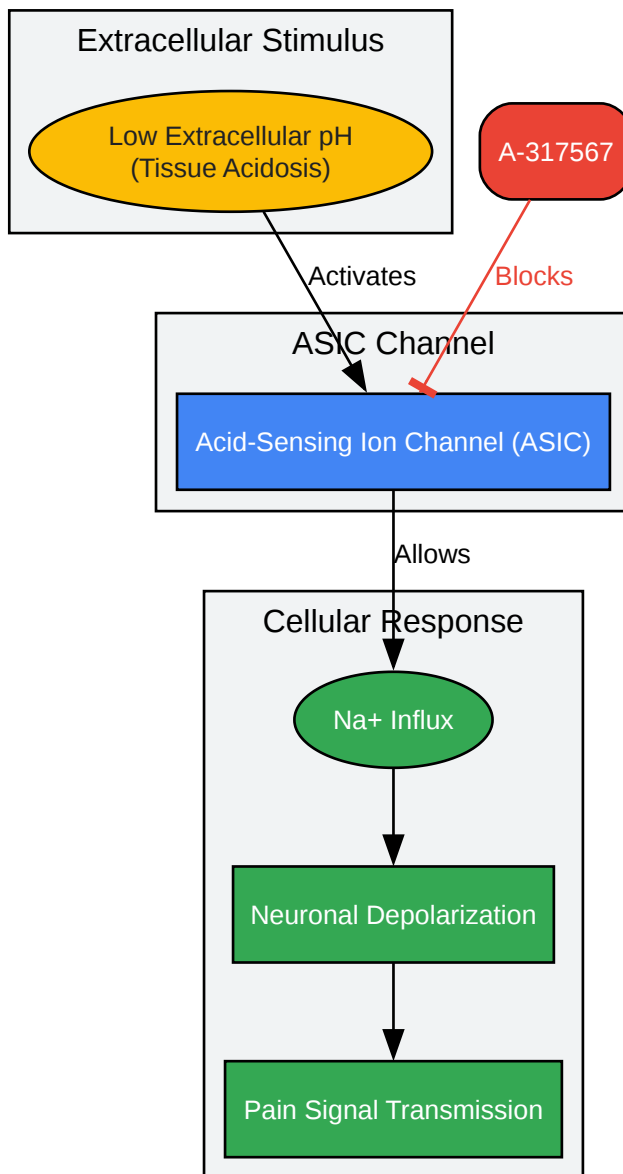 Extracellular Stimulus
Low Extracellular pH
(Tissue Acidosis)
A-317567
Activates
Blocks
ASIC Channel
Acid-Sensing Ion Channel (ASIC)
Allows
Cellular Response
Na+ Influx
Neuronal Depolarization
Pain Signal Transmission